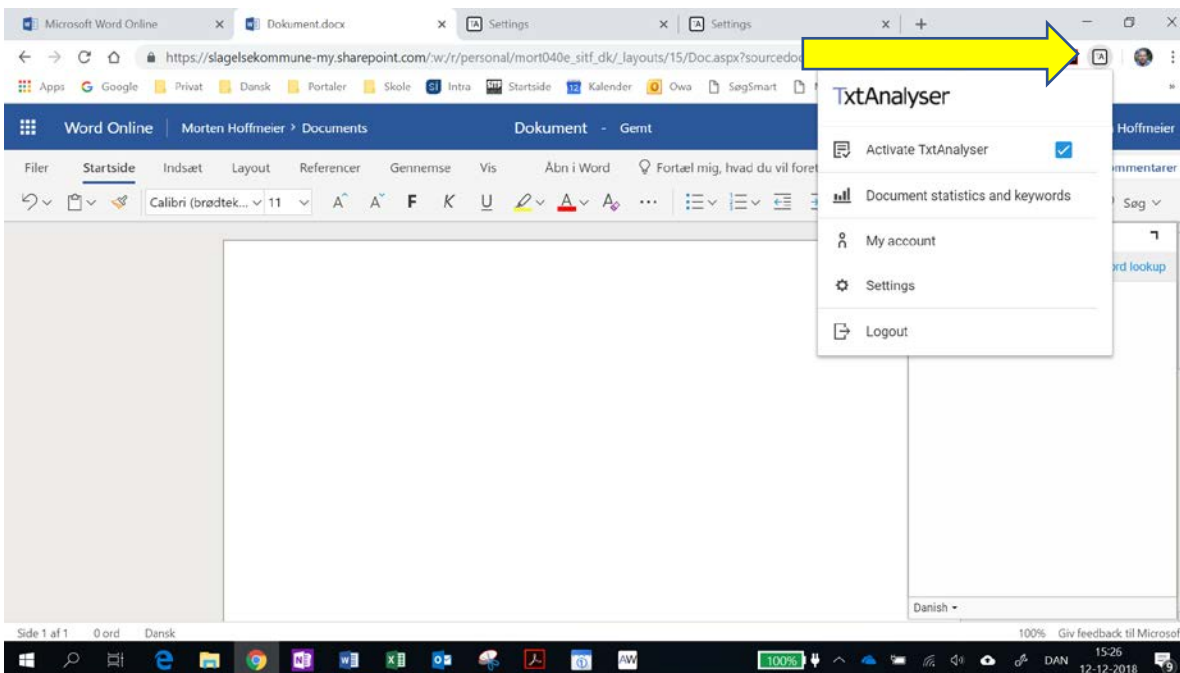 Microsoft Word Online Dokument.docx Settings Settings
https://slagelsekommune-my.sharepoint.com/:w:/r/personal/mort040e_sitf_dk/_layouts/15/Doc.aspx?sourcedoc
Apps Google Privat Dansk Portaler Skole Intra Startside Kalender Owa SøgSmart
Word Online Morten Hoffmeier > Documents Dokument - Gemt Hoffmeier
Filer Startside Indsæt Layout Referencer Gennemse Vis Åbn i Word Fortæl mig, hvad du vil foret
Calibri (brødtek... 11 A A F K U A A ... Søg
TxtAnalyser
Activate TxtAnalyser
Document statistics and keywords
My account
Settings
Logout
lookup
Danish
Side 1 af 1 0 ord Dansk 100% Giv feedback til Microsof
100% DAN 15:26
12-12-2018